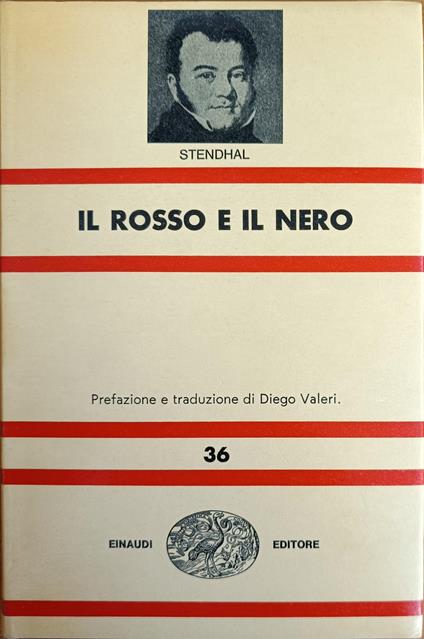 STENDHAL
IL ROSSO E IL NERO
Prefazione e traduzione di Diego Valeri.
36
EINAUDI EDITORE